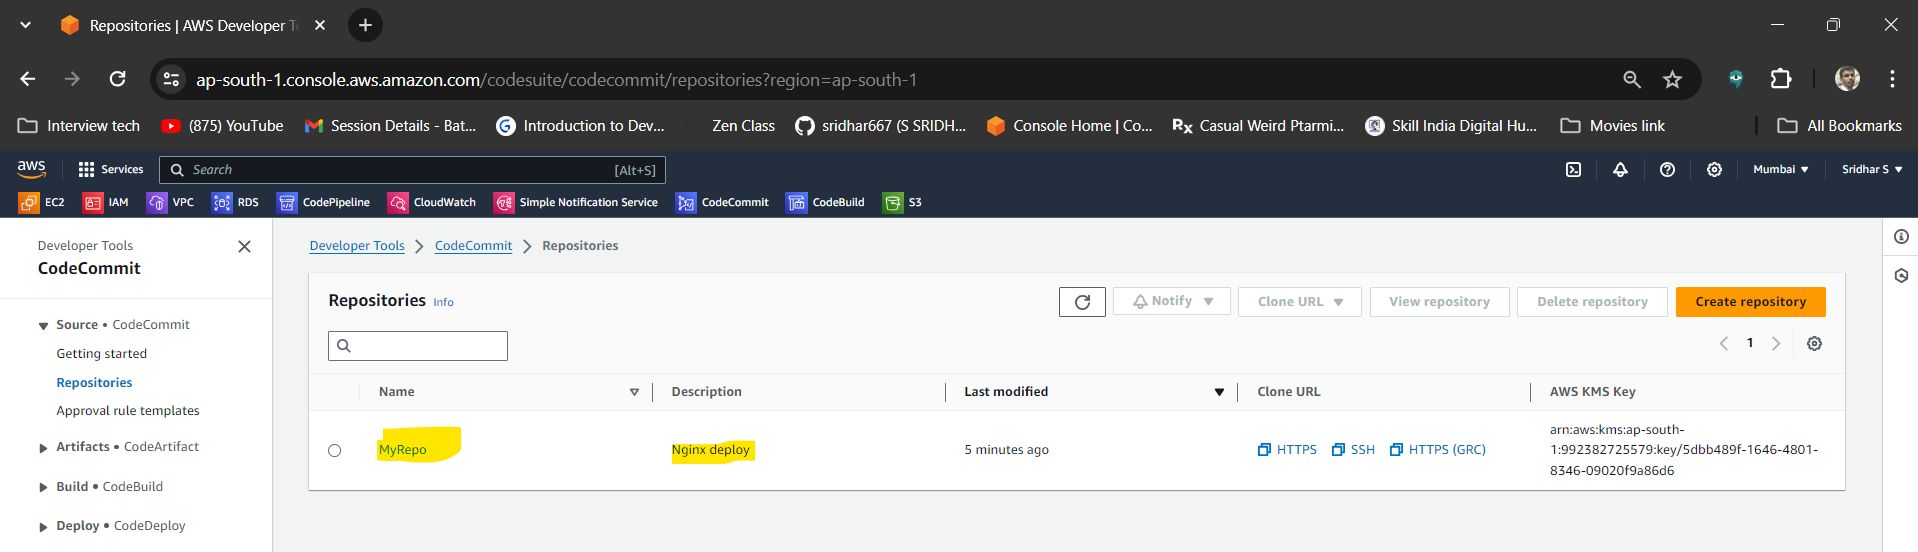 Repositories | AWS Developer To
ap-south-1.console.aws.amazon.com/codesuite/codecommit/repositories?region=ap-south-1
Interview tech
(875) YouTube
Session Details - Bat...
Introduction to Dev...
Zen Class
sridhar667 (S SRIDH...
Console Home | Co...
Rx Casual Weird Ptarmi...
Skill India Digital Hu...
Movies link
All Bookmarks
aws
Services
Search
[Alt+S]
Mumbai
Sridhar S
EC2
IAM
VPC
RDS
CodePipeline
CloudWatch
Simple Notification Service
CodeCommit
CodeBuild
S3
Developer Tools
CodeCommit
Source • CodeCommit
Getting started
Repositories
Approval rule templates
Artifacts • CodeArtifact
Build • CodeBuild
Deploy • CodeDeploy
Developer Tools
CodeCommit
Repositories
Repositories Info
Notify
Clone URL
View repository
Delete repository
Create repository
1
Name
Description
Last modified
Clone URL
AWS KMS Key
MyRepo
Nginx deploy
5 minutes ago
HTTPS
SSH
HTTPS (GRC)
arn:aws:kms:ap-south-
1:992382725579:key/5dbb489f-1646-4801-
8346-09020f9a86d6